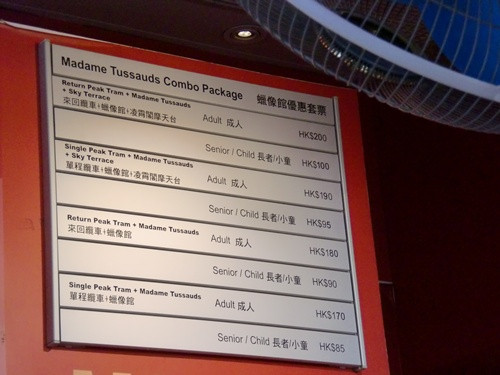 Madame Tussauds Combo Package 蠟像館優惠套票
Return Peak Tram + Madame Tussauds
+ Sky Terrace
來回纜車+蠟像館+凌霄閣摩天台
Adult 成人 HK$200
Senior / Child 長者/小童 HK$100
Single Peak Tram + Madame Tussauds
+ Sky Terrace
單程纜車+蠟像館+凌霄閣摩天台
Adult 成人 HK$190
Senior / Child 長者/小童 HK$95
Return Peak Tram + Madame Tussauds
來回纜車+蠟像館
Adult 成人 HK$180
Senior / Child 長者/小童 HK$90
Single Peak Tram + Madame Tussauds
單程纜車+蠟像館
Adult 成人 HK$170
Senior / Child 長者/小童 HK$85